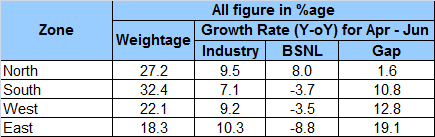 All figure in %age
Zone Weightage Growth Rate (Y-oY) for Apr - Jun
Industry BSNL Gap
North 27.2 9.5 8.0 1.6
South 32.4 7.1 -3.7 10.8
West 22.1 9.2 -3.5 12.8
East 18.3 10.3 -8.8 19.1